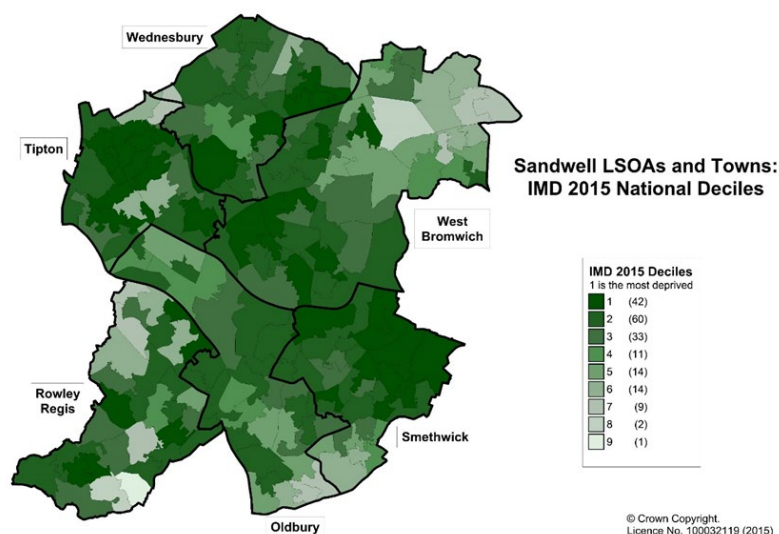 Wednesbury
Tipton
Sandwell LSOAs and Towns:
IMD 2015 National Deciles
West
Bromwich
IMD 2015 Deciles
1 is the most deprived
1 (42)
2 (60)
3 (33)
4 (11)
5 (14)
6 (14)
7 (9)
8 (2)
9 (1)
Rowley
Regis
Smethwick
Oldbury
© Crown Copyright.
Licence No. 100032119 (2015)